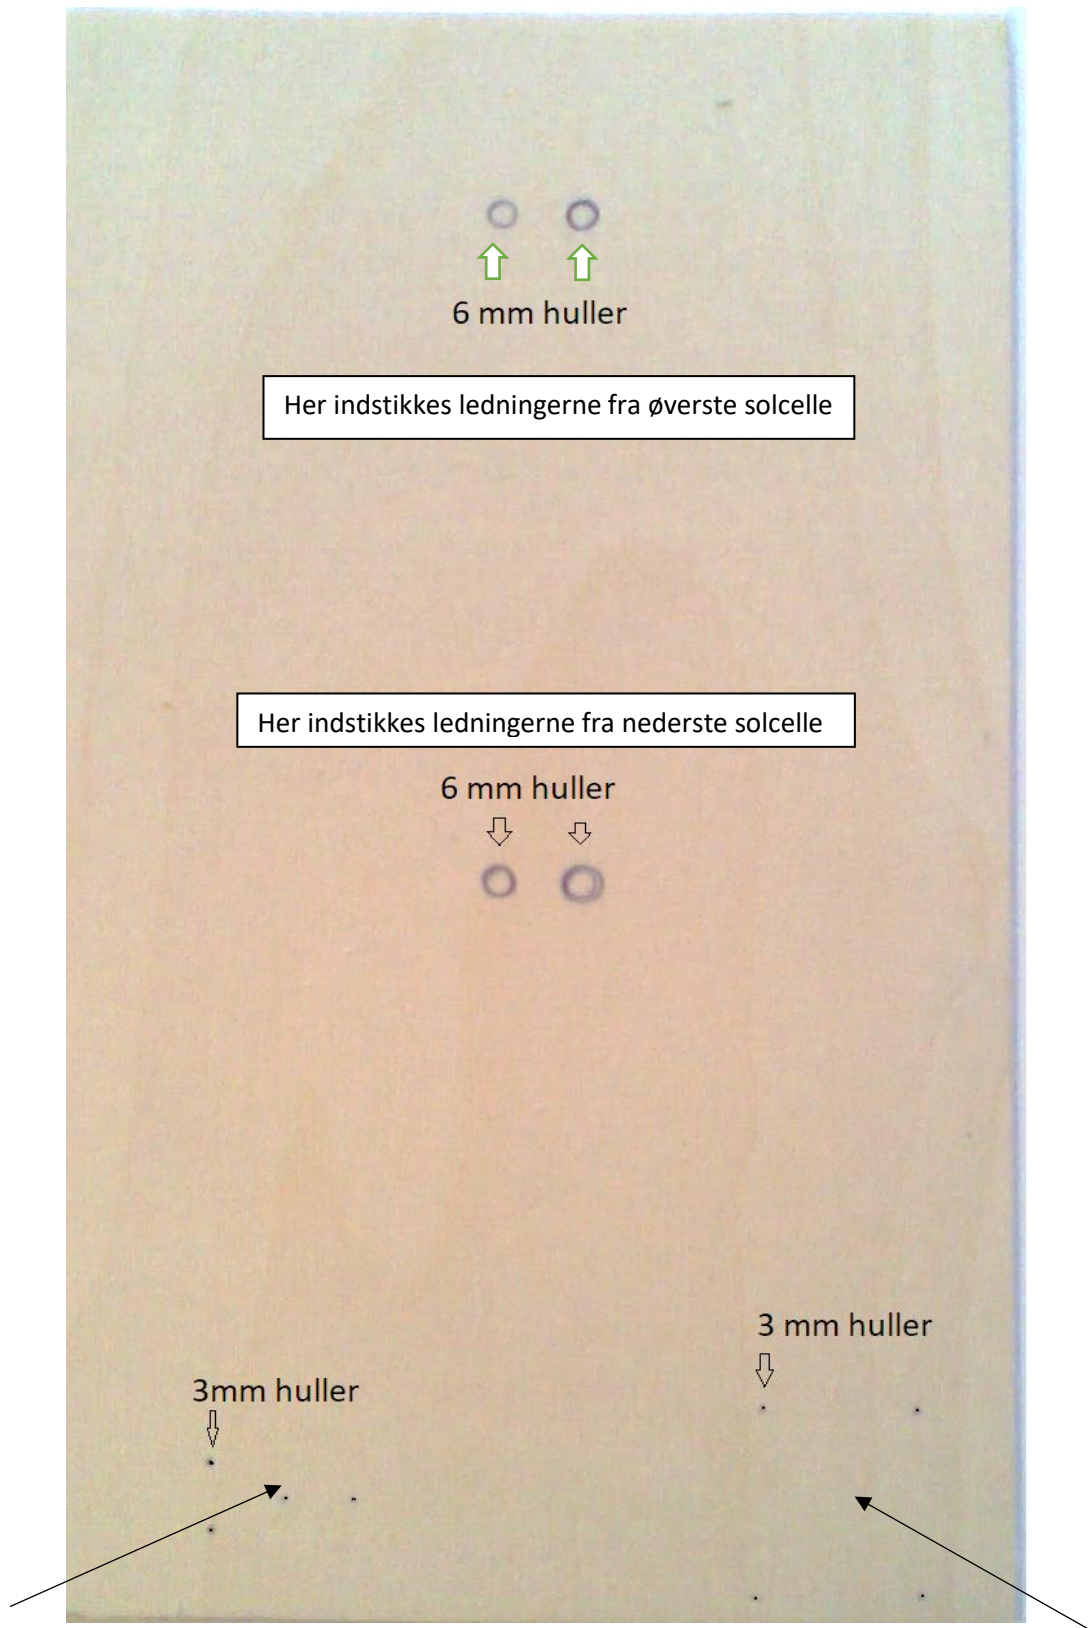 6 mm huller
Her indstikkes ledningerne fra øverste solcelle
Her indstikkes ledningerne fra nederste solcelle
6 mm huller
3 mm huller
3mm huller